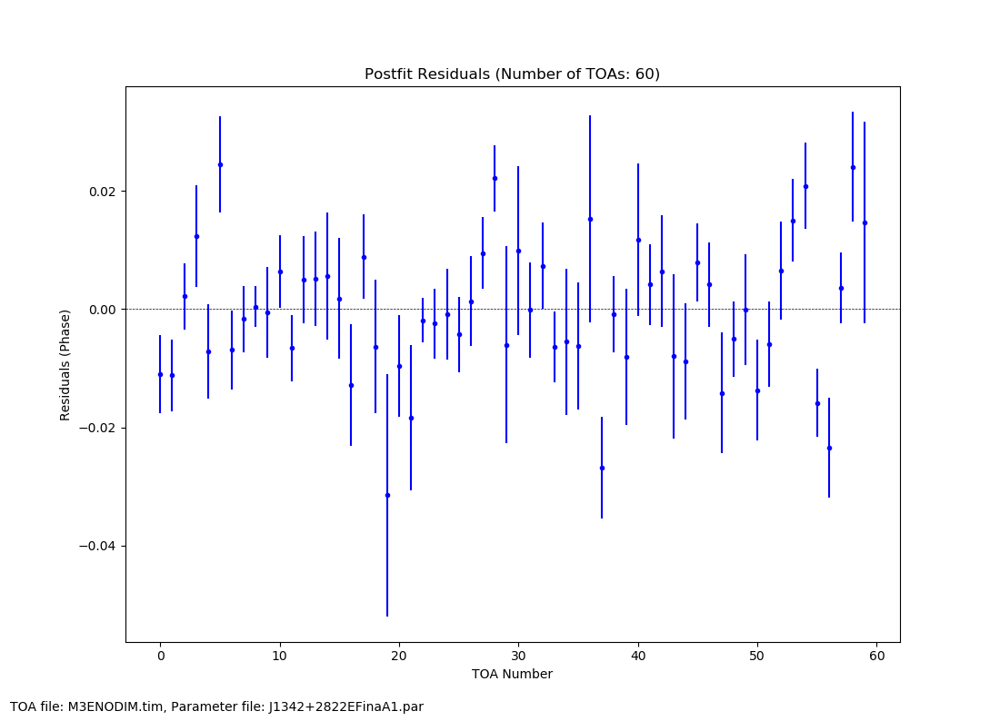 Postfit Residuals (Number of TOAs: 60)
0.02
0.00
−0.02
−0.04
Residuals (Phase)
0 10 20 30 40 50 60
TOA Number
TOA file: M3ENODIM.tim, Parameter file: J1342+2822EFinaA1.par